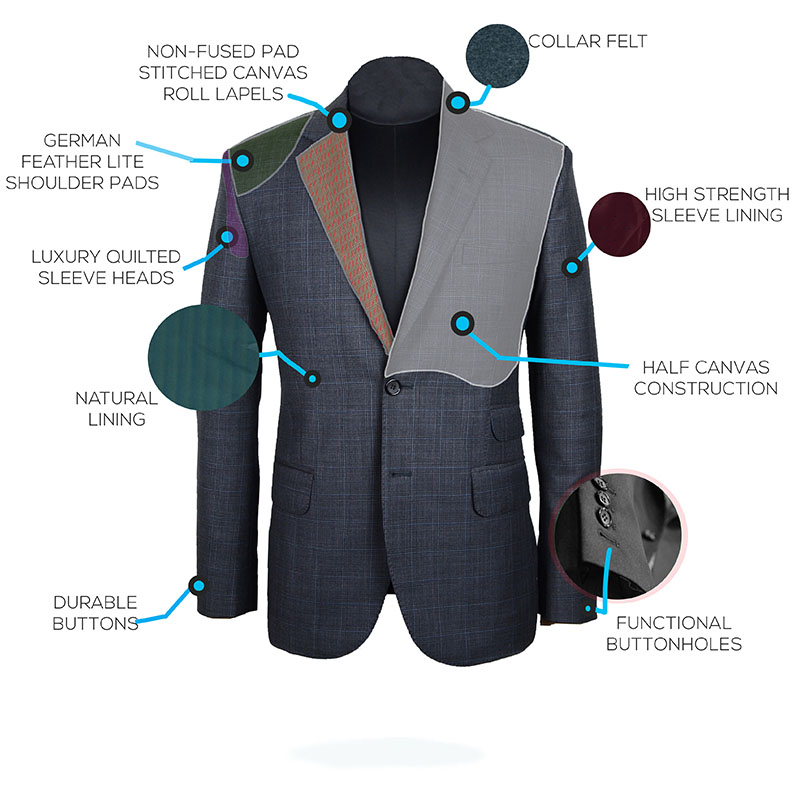 NON-FUSED PAD
STITCHED CANVAS
ROLL LAPELS
COLLAR FELT
GERMAN
FEATHER LITE
SHOULDER PADS
HIGH STRENGTH
SLEEVE LINING
LUXURY QUILTED
SLEEVE HEADS
NATURAL
LINING
HALF CANVAS
CONSTRUCTION
DURABLE
BUTTONS
FUNCTIONAL
BUTTONHOLES